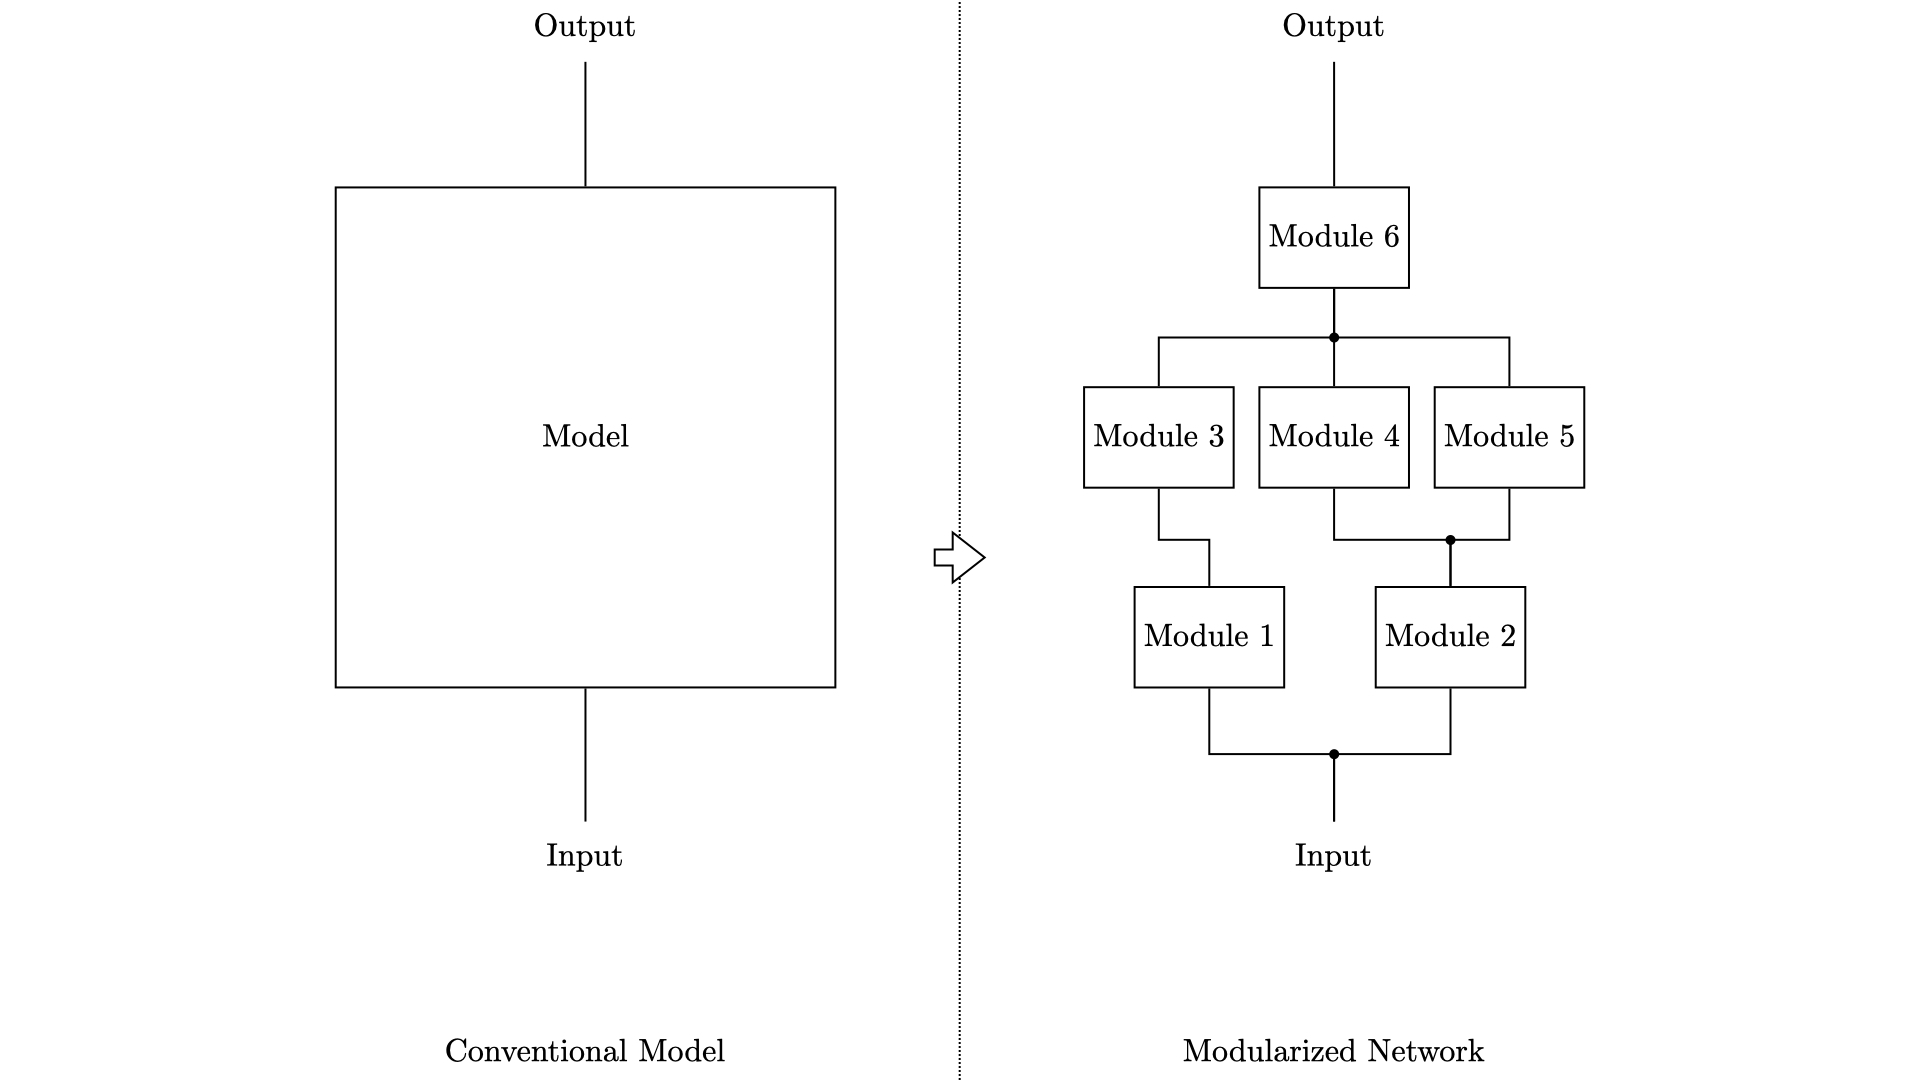 Output
Model
Input
Conventional Model
Output
Module 6
Module 3
Module 4
Module 5
Module 1
Module 2
Input
Modularized Network